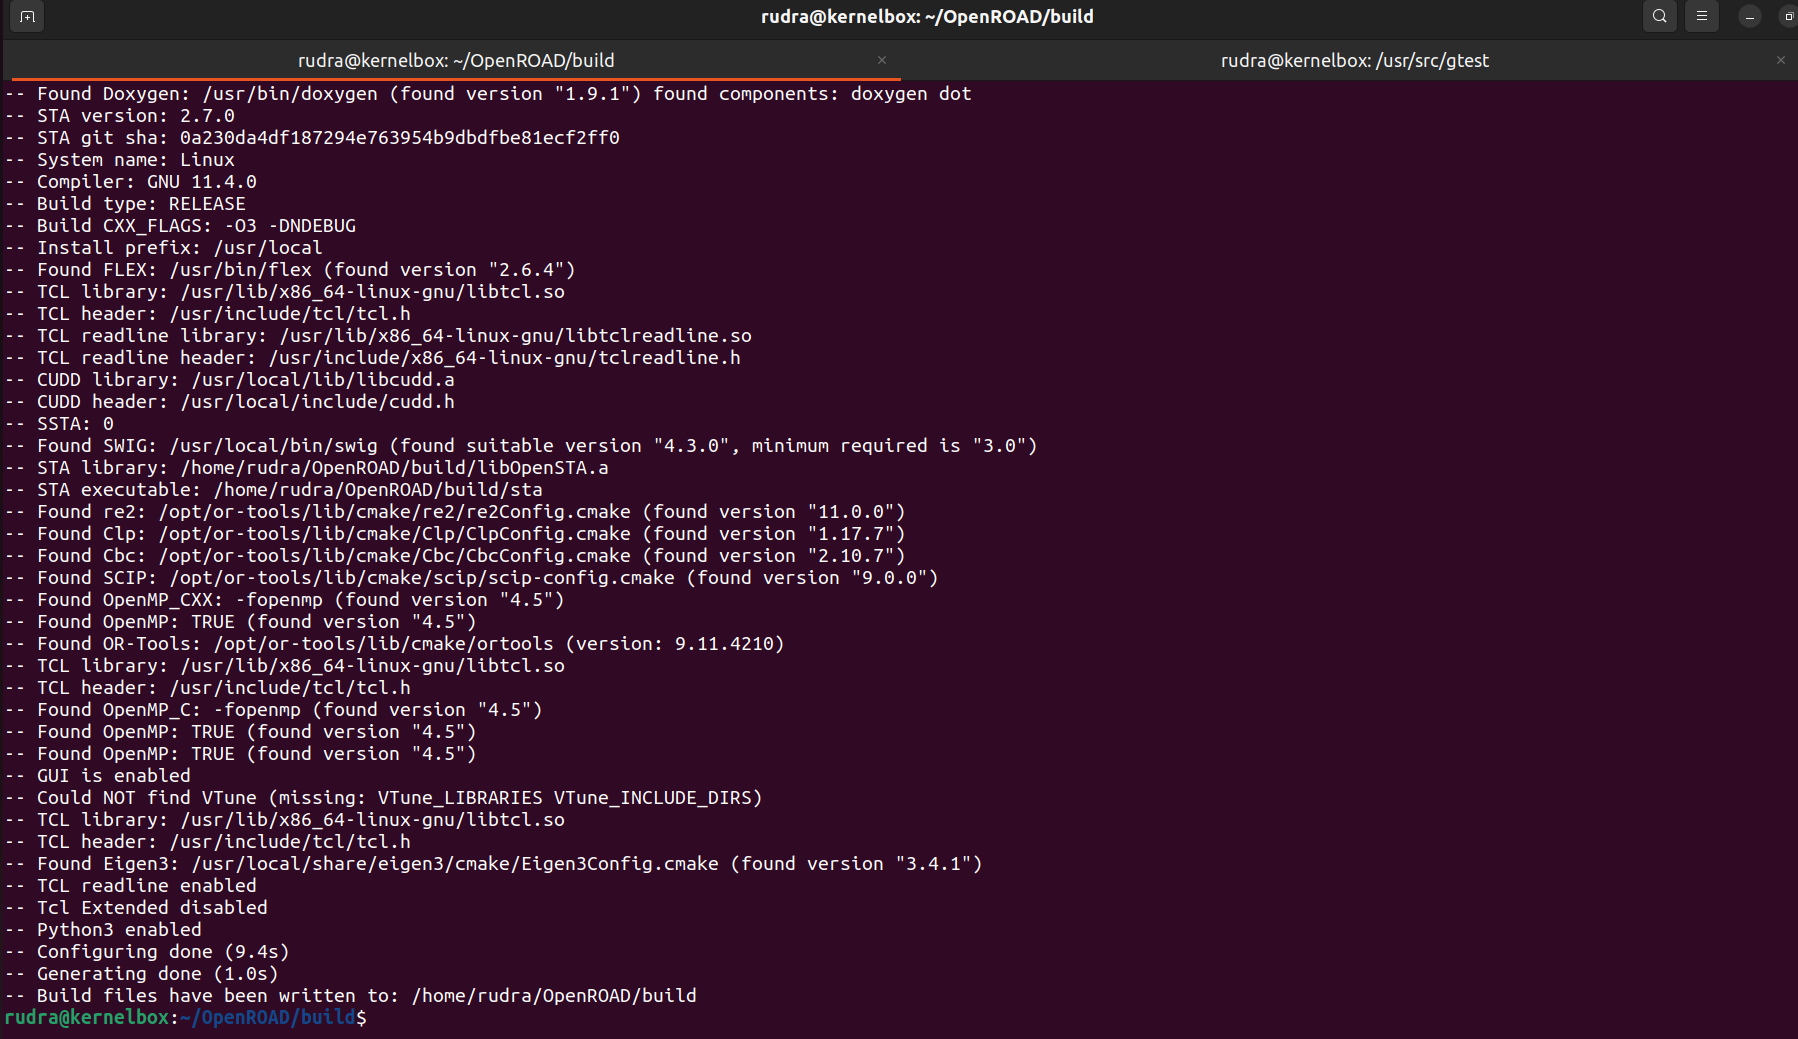 rudra@kernelbox: ~/OpenROAD/build
rudra@kernelbox: ~/OpenROAD/build × rudra@kernelbox: /usr/src/gtest ×
-- Found Doxygen: /usr/bin/doxygen (found version "1.9.1") found components: doxygen dot
-- STA version: 2.7.0
-- STA git sha: 0a230da4df187294e763954b9dbdfbe81ecf2ff0
-- System name: Linux
-- Compiler: GNU 11.4.0
-- Build type: RELEASE
-- Build CXX_FLAGS: -O3 -DNDEBUG
-- Install prefix: /usr/local
-- Found FLEX: /usr/bin/flex (found version "2.6.4")
-- TCL library: /usr/lib/x86_64-linux-gnu/libtcl.so
-- TCL header: /usr/include/tcl/tcl.h
-- TCL readline library: /usr/lib/x86_64-linux-gnu/libtclreadline.so
-- TCL readline header: /usr/include/x86_64-linux-gnu/tclreadline.h
-- CUDD library: /usr/local/lib/libcudd.a
-- CUDD header: /usr/local/include/cudd.h
-- SSTA: 0
-- Found SWIG: /usr/local/bin/swig (found suitable version "4.3.0", minimum required is "3.0")
-- STA library: /home/rudra/OpenROAD/build/libOpenSTA.a
-- STA executable: /home/rudra/OpenROAD/build/sta
-- Found re2: /opt/or-tools/lib/cmake/re2/re2Config.cmake (found version "11.0.0")
-- Found Clp: /opt/or-tools/lib/cmake/Clp/ClpConfig.cmake (found version "1.17.7")
-- Found Cbc: /opt/or-tools/lib/cmake/Cbc/CbcConfig.cmake (found version "2.10.7")
-- Found SCIP: /opt/or-tools/lib/cmake/scip/scip-config.cmake (found version "9.0.0")
-- Found OpenMP_CXX: -fopenmp (found version "4.5")
-- Found OpenMP: TRUE (found version "4.5")
-- Found OR-Tools: /opt/or-tools/lib/cmake/ortools (version: 9.11.4210)
-- TCL library: /usr/lib/x86_64-linux-gnu/libtcl.so
-- TCL header: /usr/include/tcl/tcl.h
-- Found OpenMP_C: -fopenmp (found version "4.5")
-- Found OpenMP: TRUE (found version "4.5")
-- Found OpenMP: TRUE (found version "4.5")
-- GUI is enabled
-- Could NOT find VTune (missing: VTune_LIBRARIES VTune_INCLUDE_DIRS)
-- TCL library: /usr/lib/x86_64-linux-gnu/libtcl.so
-- TCL header: /usr/include/tcl/tcl.h
-- Found Eigen3: /usr/local/share/eigen3/cmake/Eigen3Config.cmake (found version "3.4.1")
-- TCL readline enabled
-- Tcl Extended disabled
-- Python3 enabled
-- Configuring done (9.4s)
-- Generating done (1.0s)
-- Build files have been written to: /home/rudra/OpenROAD/build
rudra@kernelbox:~/OpenROAD/build$